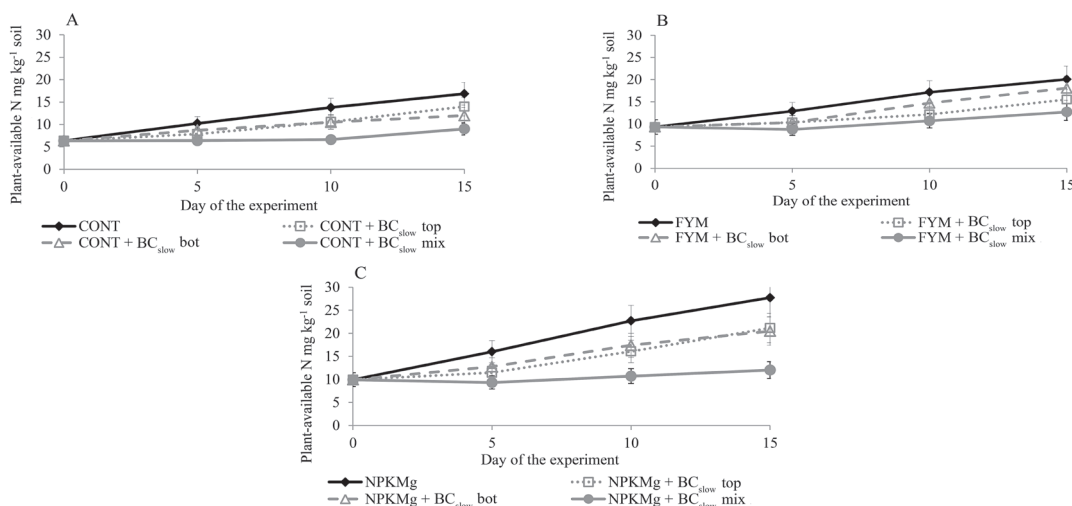 A
Plant-available N mg kg⁻¹ soil
30
25
20
15
10
5
0
0 5 10 15
Day of the experiment
CONT CONT + BCslow top
CONT + BCslow bot CONT + BCslow mix
B
Plant-available N mg kg⁻¹ soil
30
25
20
15
10
5
0
0 5 10 15
Day of the experiment
FYM FYM + BCslow top
FYM + BCslow bot FYM + BCslow mix
C
Plant-available N mg kg⁻¹ soil
30
25
20
15
10
5
0
0 5 10 15
Day of the experiment
NPKMg NPKMg + BCslow top
NPKMg + BCslow bot NPKMg + BCslow mix